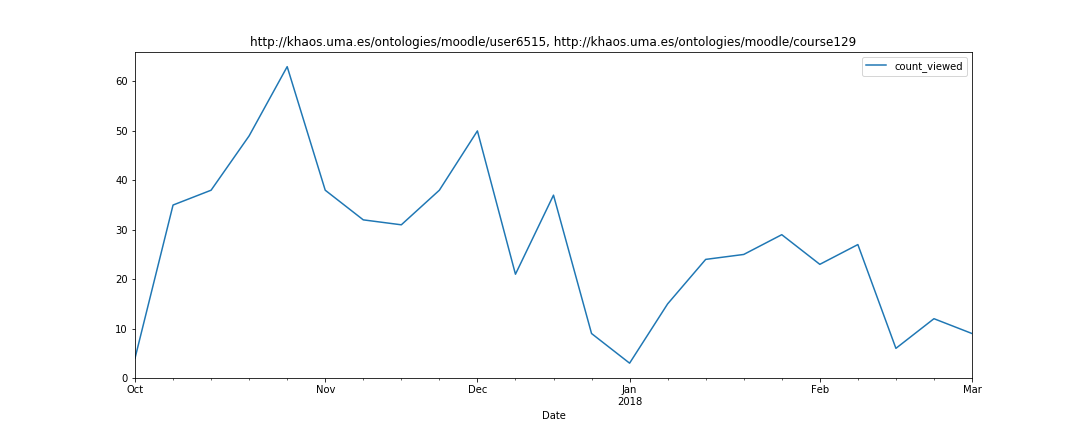 http://khaos.uma.es/ontologies/moodle/user6515, http://khaos.uma.es/ontologies/moodle/course129
count_viewed
60
50
40
30
20
10
0
Oct Nov Dec Jan Feb Mar
2018
Date